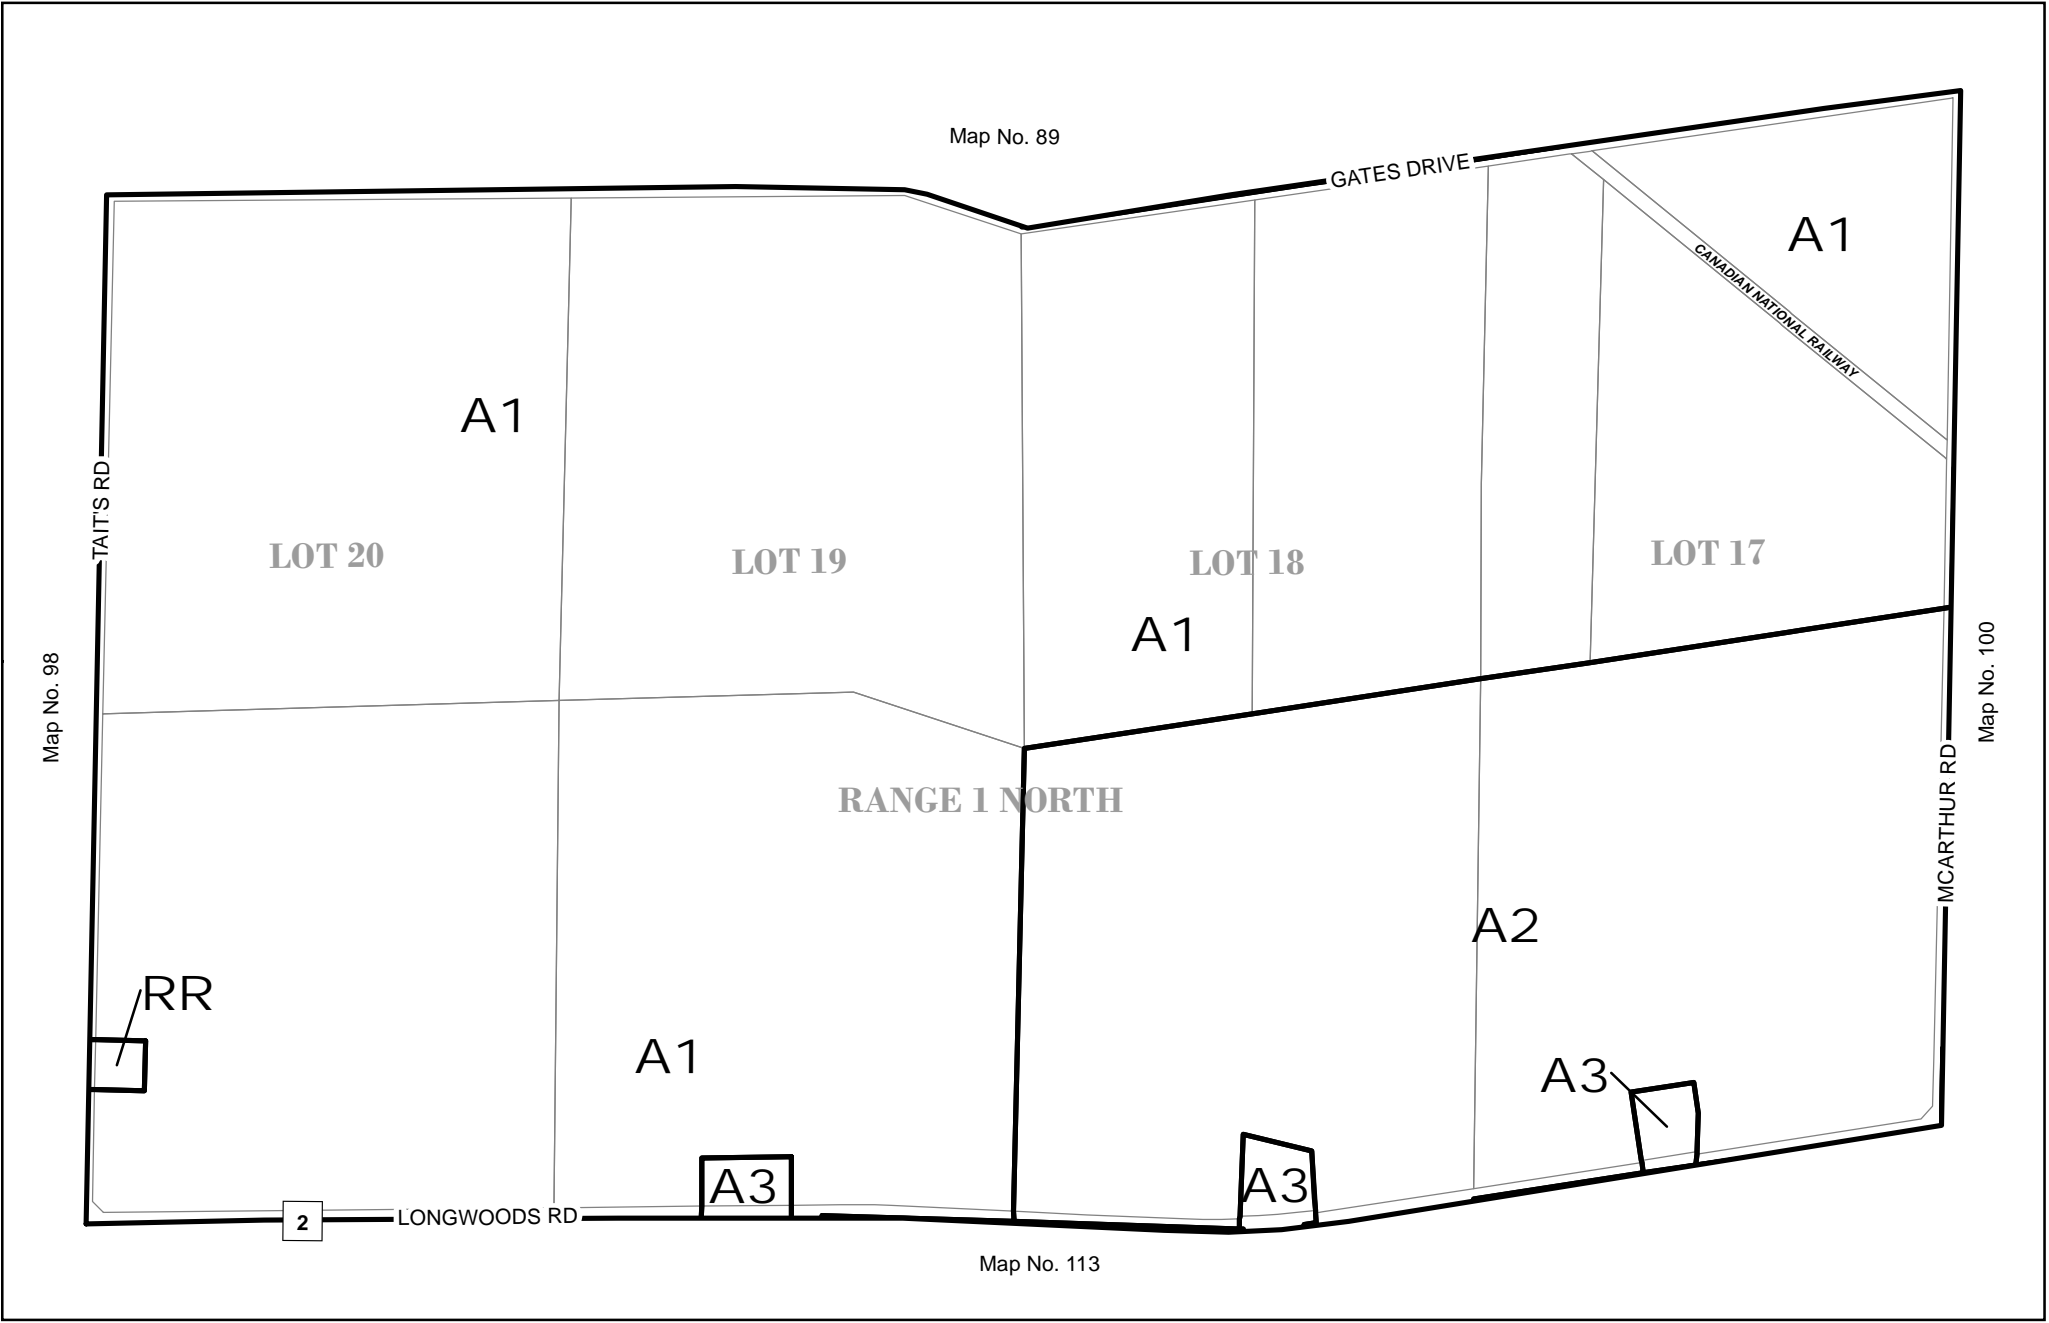 Map No. 89
GATES DRIVE
A1
CANADIAN NATIONAL RAILWAY
A1
TAIT'S RD
LOT 20
LOT 19
LOT 18
LOT 17
A1
Map No. 98
Map No. 100
RANGE 1 NORTH
MCARTHUR RD
A2
RR
A1
A3
A3
A3
2
LONGWOODS RD
Map No. 113